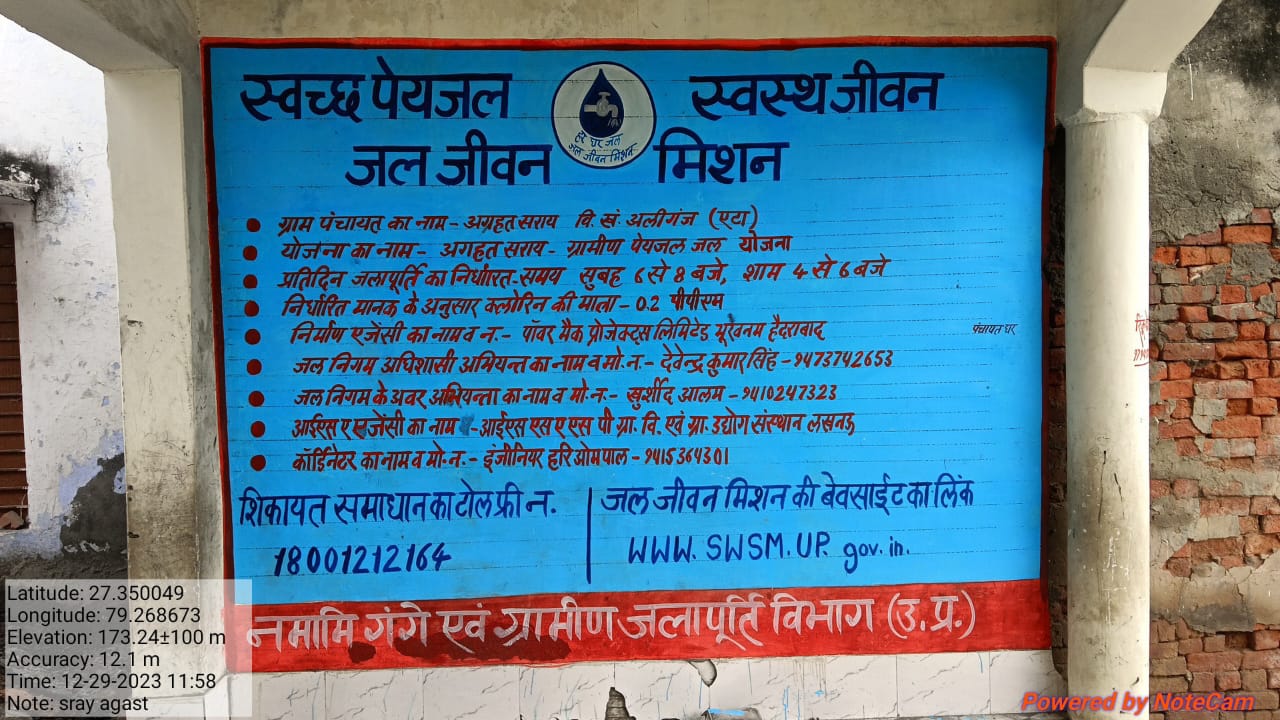 स्वच्छ पेयजल स्वस्थ जीवन
हर घर जल
जल जीवन मिशन
जल जीवन मिशन
ग्राम पंचायत का नाम - अग्रहत सराय वि. खं अलीगंज (एटा)
योजना का नाम - अगहत सराय - ग्रामीण पेयजल जल योजना
प्रतिदिन जलापूर्ति का निर्धारित-समय सुबह 6 से 8 बजे, शाम 4 से 6 बजे
निर्धारित मानक के अनुसार क्लोरिन की मात्रा - 0.2 पीपीएम
निर्माण एजेंसी का नाम व न.- पॉवर मैक प्रोजेक्ट्स लिमिटेड हैदराबाद
पंचायत घर
जल निगम अधिशासी अभियन्त का नाम व मो. न.- देवेन्द्र कुमार सिंह - 9473742653
जल निगम के अवर अभियन्ता का नाम व मो. न.- खुर्शीद आलम - 9410247323
आईएस ए एजेंसी का नाम - आईएस एस ए एस पी ग्रा. वि. एवं ग्रा. उद्योग संस्थान लखनऊ
कॉर्डिनेटर का नाम व मो. न.- इंजीनियर हरि ओमपाल - 9415364301
शिकायत समाधान का टोल फ्री न.
18001212164
जल जीवन मिशन की बेवसाईट का लिंक
WWW. SWSM. UP. gov. in.
नमामि गंगे एवं ग्रामीण जलापूर्ति विभाग (उ.प्र.)
Latitude: 27.350049
Longitude: 79.268673
Elevation: 173.24±100 m
Accuracy: 12.1 m
Time: 12-29-2023 11:58
Note: sray agast
Powered by NoteCam